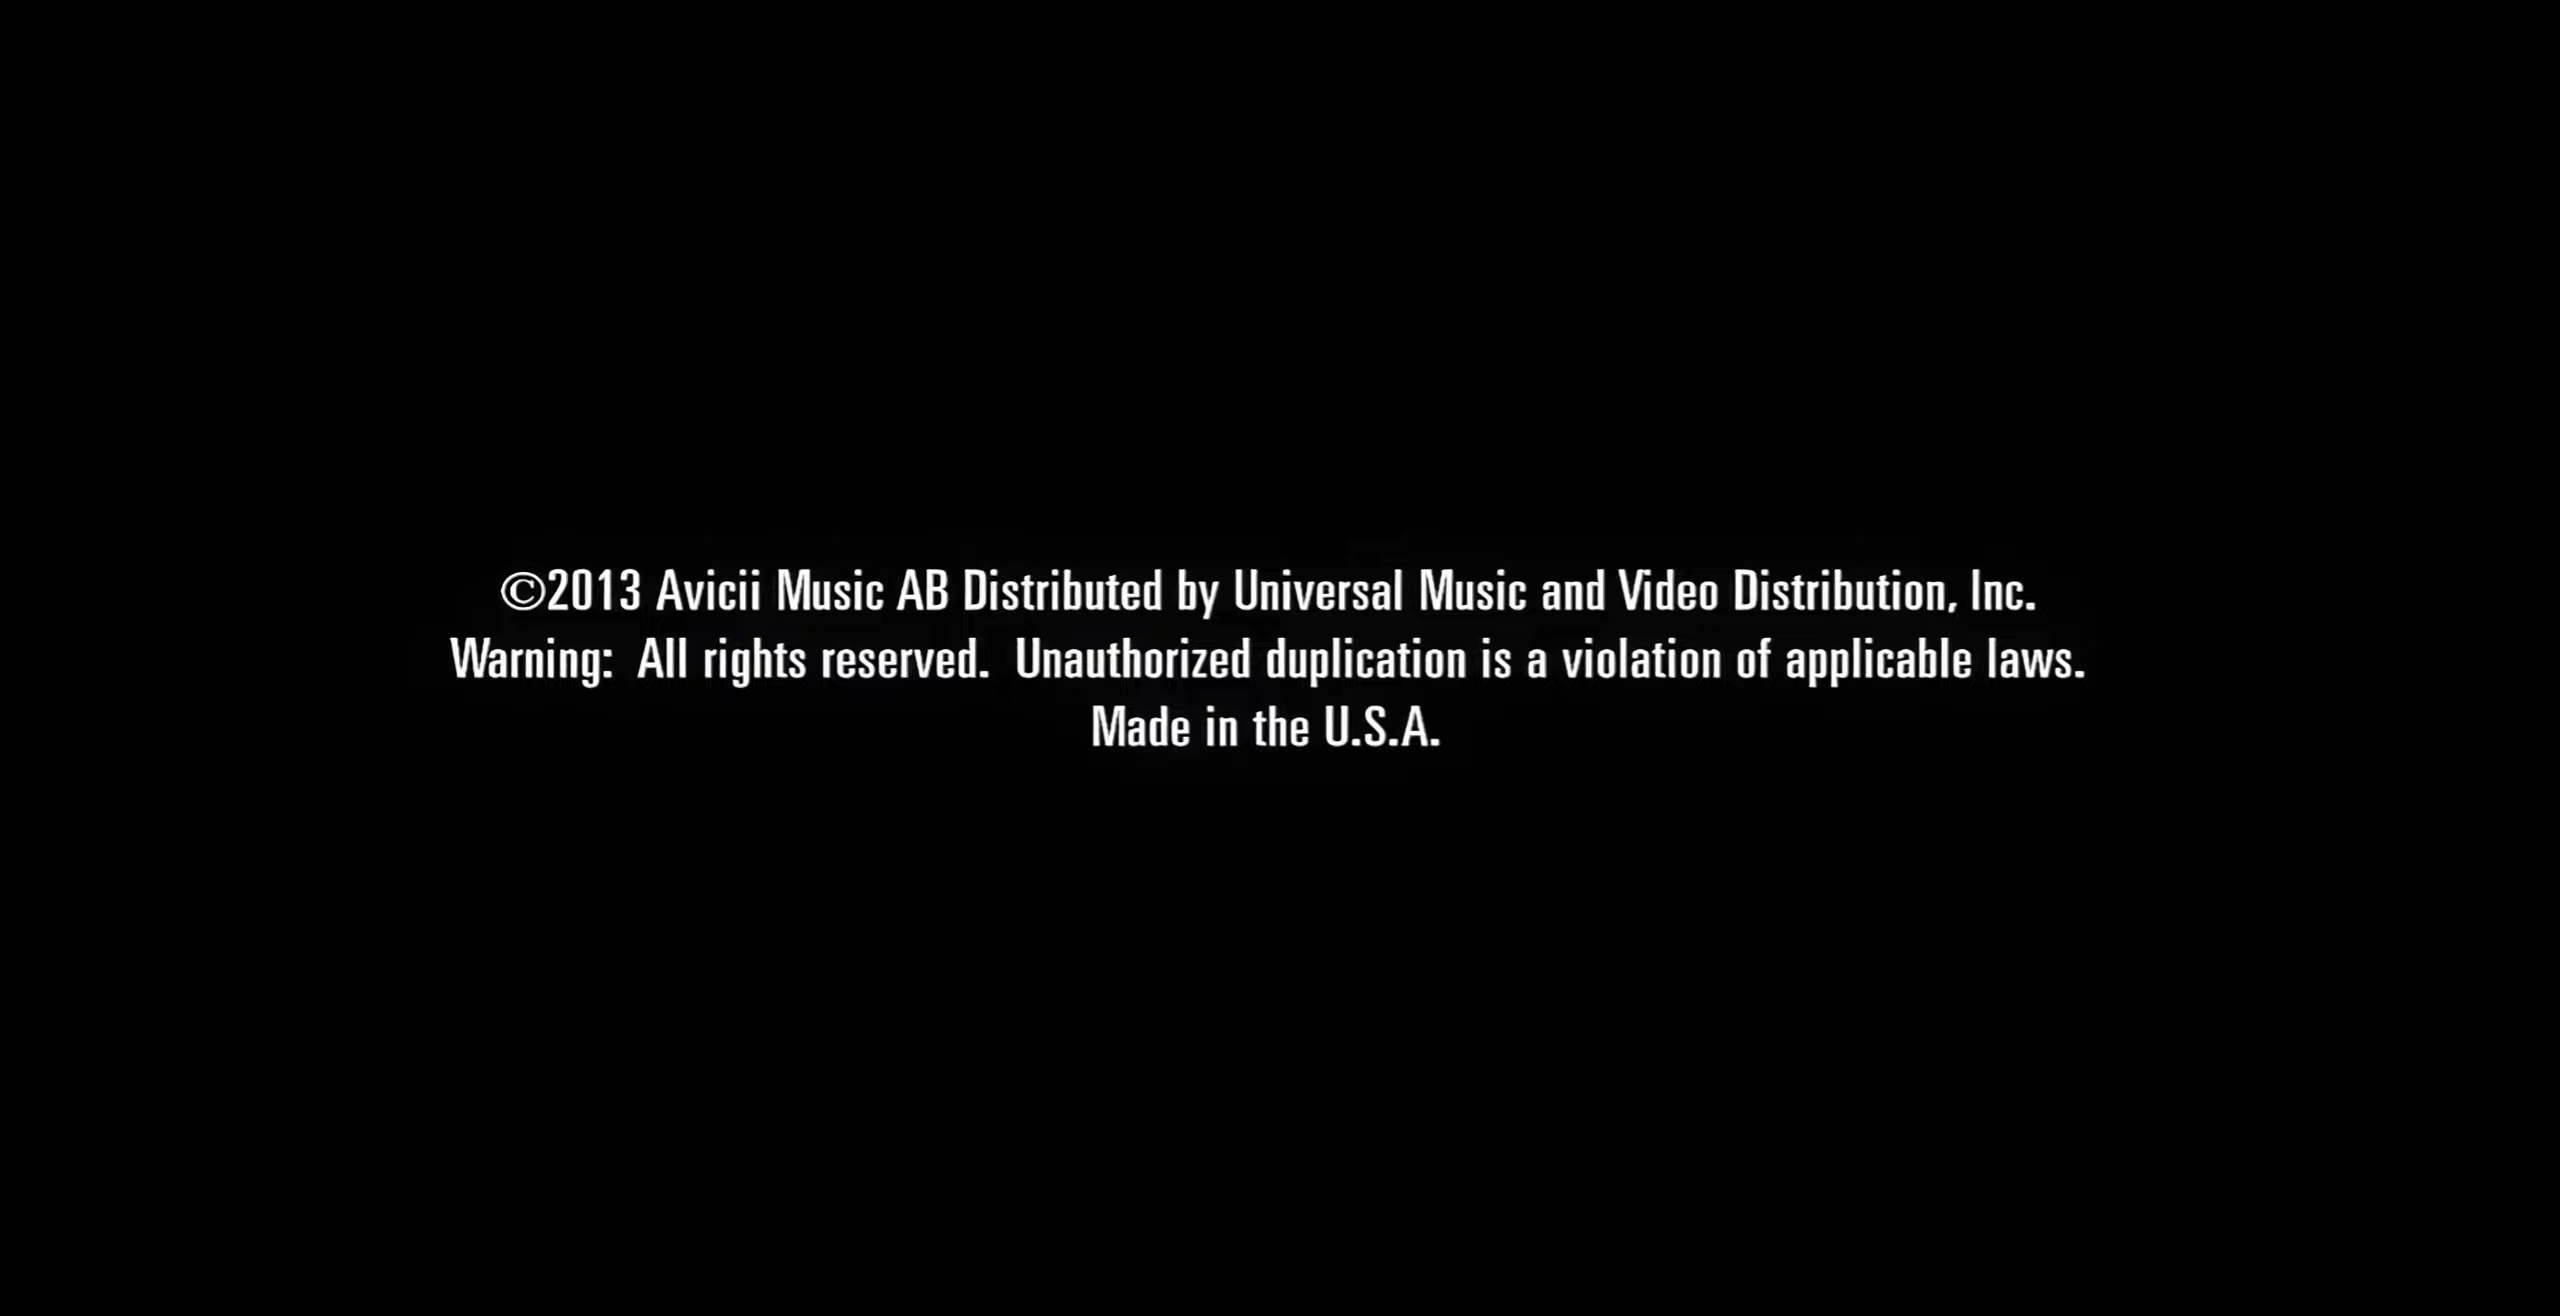 ©2013 Avicii Music AB Distributed by Universal Music and Video Distribution, Inc.
Warning:  All rights reserved.  Unauthorized duplication is a violation of applicable laws.
Made in the U.S.A.